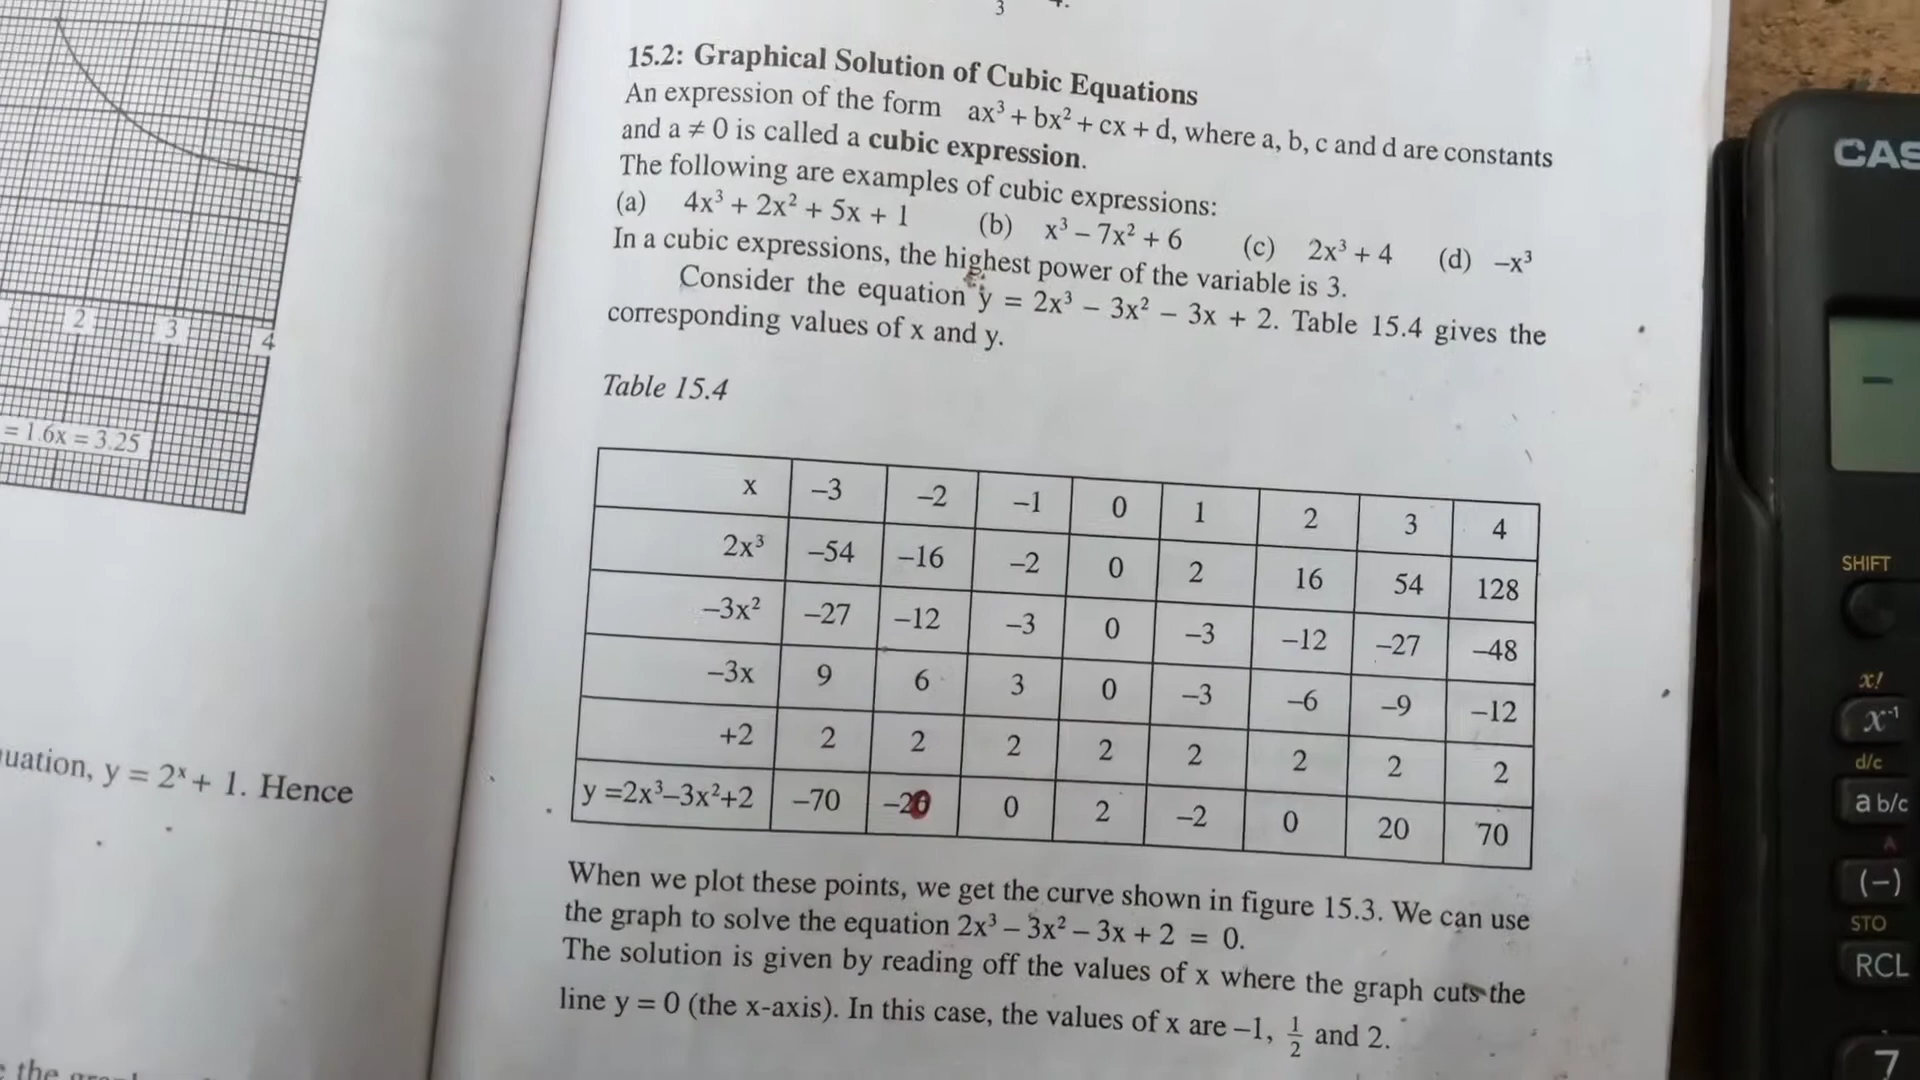 3
2
3
4
= 1.6x = 3.25
uation, y = 2ˣ + 1. Hence
15.2: Graphical Solution of Cubic Equations
An expression of the form ax³ + bx² + cx + d, where a, b, c and d are constants
and a ≠ 0 is called a cubic expression.
The following are examples of cubic expressions:
(a) 4x³ + 2x² + 5x + 1 (b) x³ – 7x² + 6 (c) 2x³ + 4 (d) –x³
In a cubic expressions, the highest power of the variable is 3.
Consider the equation y = 2x³ – 3x² – 3x + 2. Table 15.4 gives the
corresponding values of x and y.
Table 15.4
x –3 –2 –1 0 1 2 3 4
2x³ –54 –16 –2 0 2 16 54 128
–3x² –27 –12 –3 0 –3 –12 –27 –48
–3x 9 6 3 0 –3 –6 –9 –12
+2 2 2 2 2 2 2 2 2
y =2x³–3x²+2 –70 –20 0 2 –2 0 20 70
When we plot these points, we get the curve shown in figure 15.3. We can use
the graph to solve the equation 2x³ – 3x² – 3x + 2 = 0.
The solution is given by reading off the values of x where the graph cuts the
line y = 0 (the x-axis). In this case, the values of x are –1, ½ and 2.
CAS
SHIFT
x!
x⁻¹
d/c
a b/c
A
(–)
STO
RCL
7